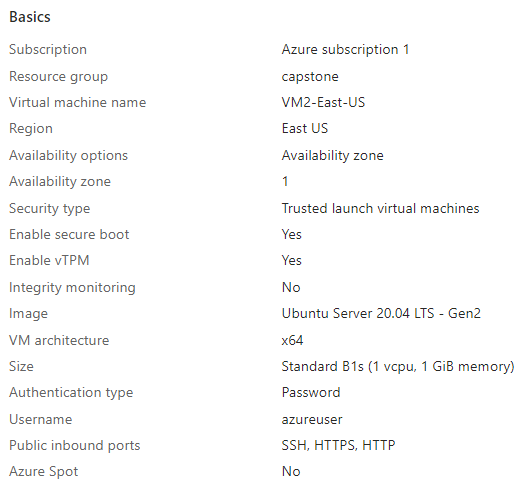 Basics
Subscription Azure subscription 1
Resource group capstone
Virtual machine name VM2-East-US
Region East US
Availability options Availability zone
Availability zone 1
Security type Trusted launch virtual machines
Enable secure boot Yes
Enable vTPM Yes
Integrity monitoring No
Image Ubuntu Server 20.04 LTS - Gen2
VM architecture x64
Size Standard B1s (1 vcpu, 1 GiB memory)
Authentication type Password
Username azureuser
Public inbound ports SSH, HTTPS, HTTP
Azure Spot No